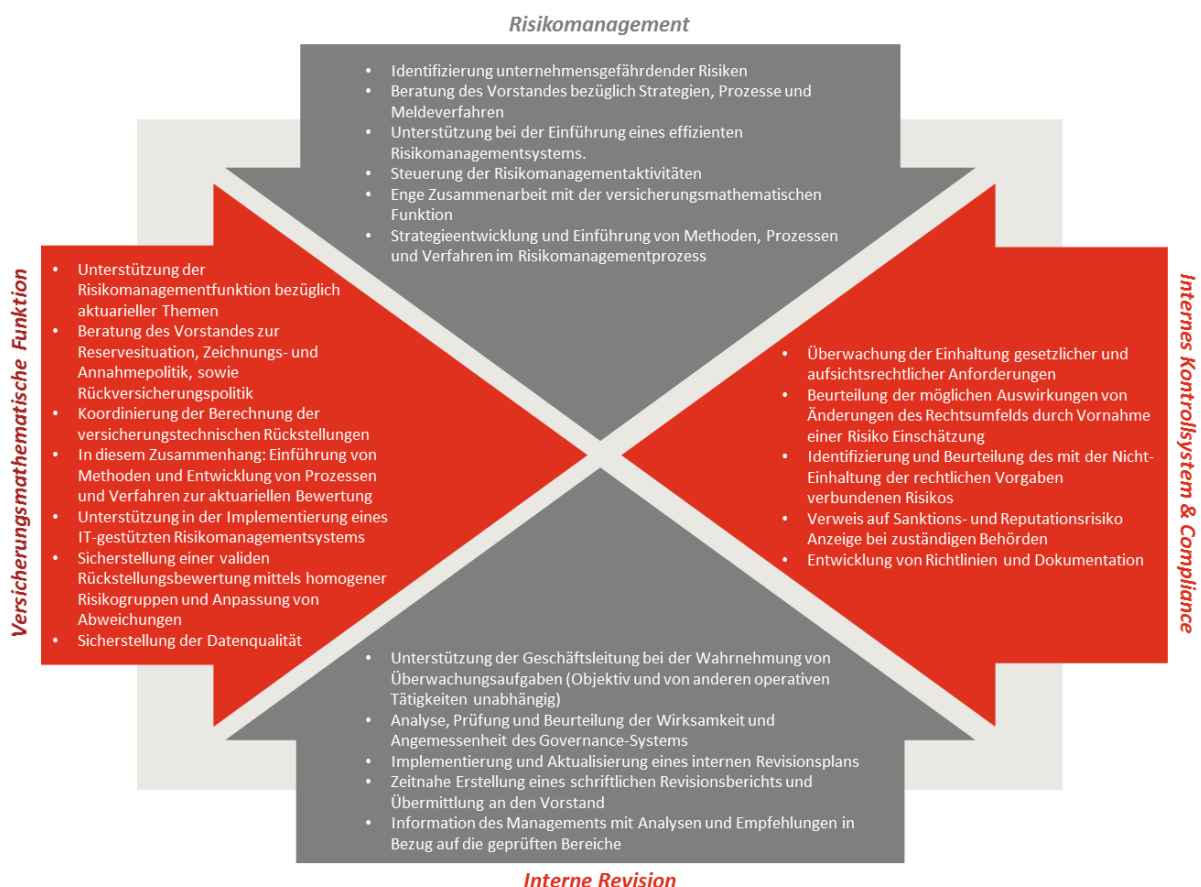 Risikomanagement
• Identifizierung unternehmensgefährdender Risiken
• Beratung des Vorstandes bezüglich Strategien, Prozesse und
Meldeverfahren
• Unterstützung bei der Einführung eines effizienten
Risikomanagementsystems.
• Steuerung der Risikomanagementaktivitäten
• Enge Zusammenarbeit mit der versicherungsmathematischen
Funktion
• Strategieentwicklung und Einführung von Methoden, Prozessen
und Verfahren im Risikomanagementprozess
Versicherungsmathematische Funktion
• Unterstützung der
Risikomanagementfunktion bezüglich
aktuarieller Themen
• Beratung des Vorstandes zur
Reservesituation, Zeichnungs- und
Annahmepolitik, sowie
Rückversicherungspolitik
• Koordinierung der Berechnung der
versicherungstechnischen Rückstellungen
• In diesem Zusammenhang: Einführung von
Methoden und Entwicklung von Prozessen
und Verfahren zur aktuariellen Bewertung
• Unterstützung in der Implementierung eines
IT-gestützten Risikomanagementsystems
• Sicherstellung einer validen
Rückstellungsbewertung mittels homogener
Risikogruppen und Anpassung von
Abweichungen
• Sicherstellung der Datenqualität
Internes Kontrollsystem & Compliance
• Überwachung der Einhaltung gesetzlicher und
aufsichtsrechtlicher Anforderungen
• Beurteilung der möglichen Auswirkungen von
Änderungen des Rechtsumfelds durch Vornahme
einer Risiko Einschätzung
• Identifizierung und Beurteilung des mit der Nicht-
Einhaltung der rechtlichen Vorgaben
verbundenen Risikos
• Verweis auf Sanktions- und Reputationsrisiko
Anzeige bei zuständigen Behörden
• Entwicklung von Richtlinien und Dokumentation
• Unterstützung der Geschäftsleitung bei der Wahrnehmung von
Überwachungsaufgaben (Objektiv und von anderen operativen
Tätigkeiten unabhängig)
• Analyse, Prüfung und Beurteilung der Wirksamkeit und
Angemessenheit des Governance-Systems
• Implementierung und Aktualisierung eines internen Revisionsplans
• Zeitnahe Erstellung eines schriftlichen Revisionsberichts und
Übermittlung an den Vorstand
• Information des Managements mit Analysen und Empfehlungen in
Bezug auf die geprüften Bereiche
Interne Revision